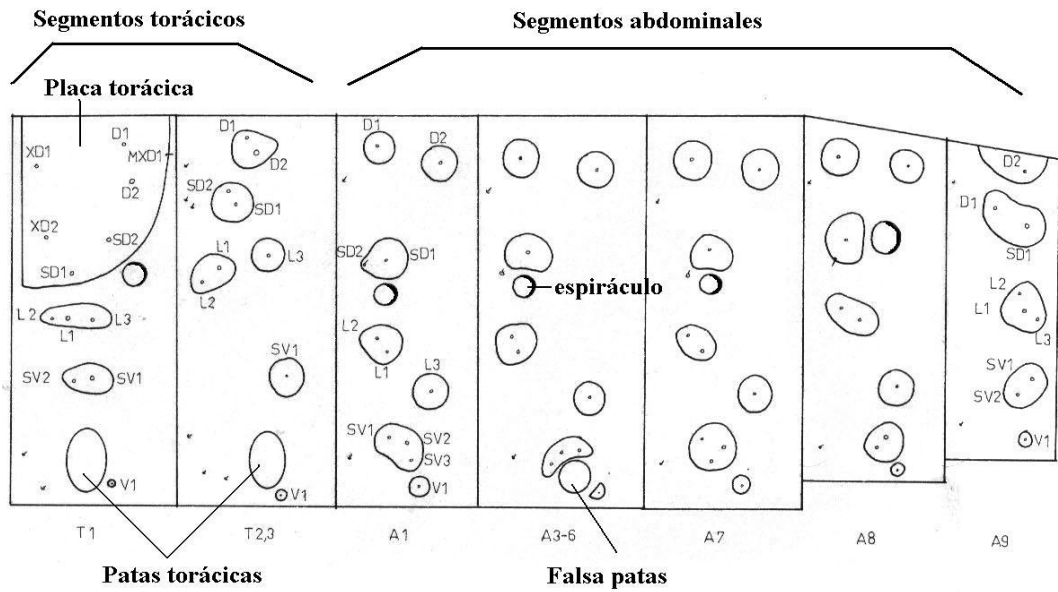 Segmentos torácicos
Segmentos abdominales
Placa torácica
D1
XD1
MXD1
D2
XD2
SD2
SD1
L2
L1
L3
SV2
SV1
D1
D2
SD2
SD1
L1
L3
L2
SV1
V1
D1
D2
SD2
SD1
L2
L1
L3
SV1
SV2
SV3
V1
espiráculo
D2
D1
SD1
L2
L1
L3
SV1
SV2
V1
T1
T2,3
A1
A3-6
A7
A8
A9
Patas torácicas
Falsa patas